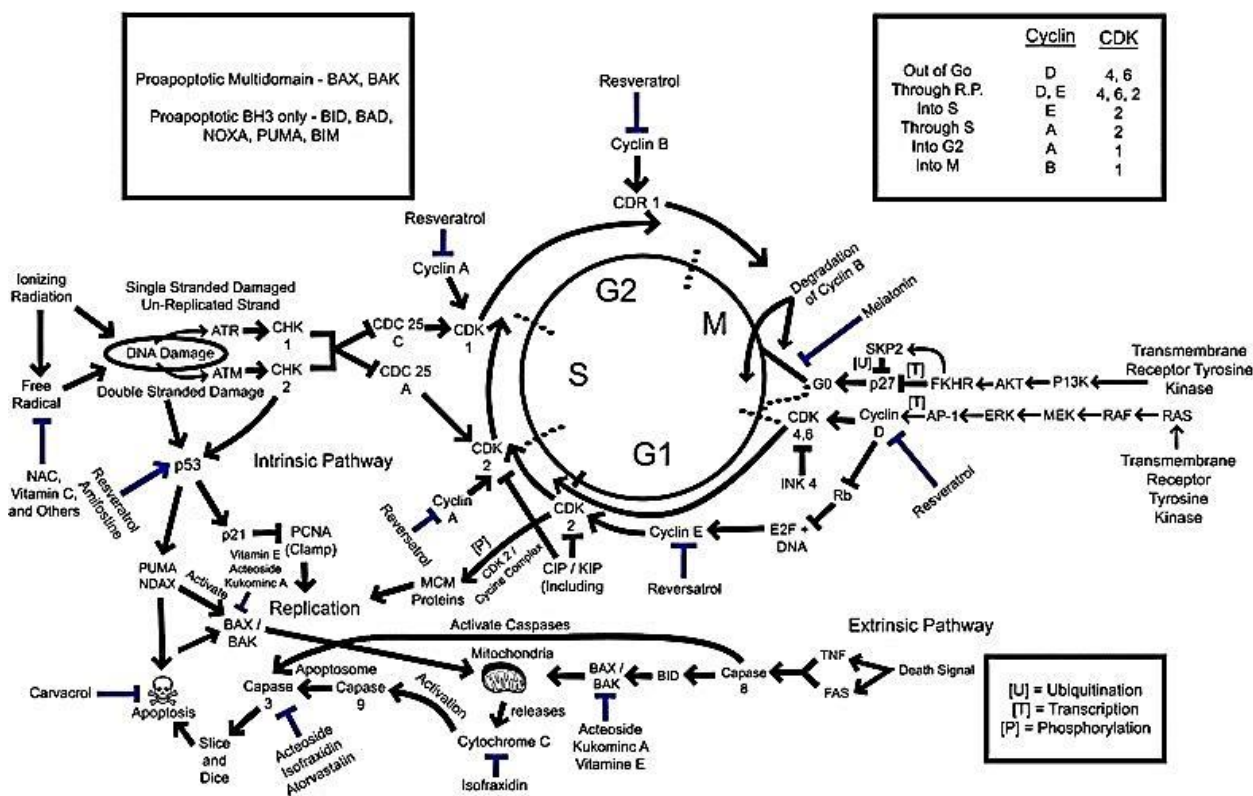 Proapoptotic Multidomain - BAX, BAK
Proapoptotic BH3 only - BID, BAD,
NOXA, PUMA, BIM
Cyclin CDK
Out of Go D 4, 6
Through R.P. D, E 4, 6, 2
Into S E 2
Through S A 2
Into G2 A 1
Into M B 1
Resveratrol
Cyclin B
CDR 1
Resveratrol
Cyclin A
G2
M
S
G1
Degradation
of Cyclin B
Melatonin
Ionizing
Radiation
Single Stranded Damaged
Un-Replicated Strand
ATR
CHK
1
DNA Damage
ATM
CHK
2
Double Stranded Damage
Free
Radical
CDC 25
C
CDK
1
CDC 25
A
CDK
2
SKP2
[U]
[T]
G0
p27
FKHR
AKT
P13K
Transmembrane
Receptor Tyrosine
Kinase
[T]
CDK
4,6
Cyclin
D
AP-1
ERK
MEK
RAF
RAS
Transmembrane
Receptor
Tyrosine
Kinase
INK 4
Rb
Resveratrol
NAC,
Vitamin C,
and Others
Resveratrol
Amifostine
p53
Intrinsic Pathway
Reversatrol
Cyclin
A
CDK
2
Cyclin E
E2F +
DNA
Reversatrol
p21
PCNA
(Clamp)
Vitamin E
Acteoside
Kukominc A
PUMA
NDAX
Activate
[P]
CDK 2 /
Cycine Complex
CIP / KIP
(Including
MCM
Proteins
Replication
BAX /
BAK
Activate Caspases
Extrinsic Pathway
Mitochondria
Apoptosome
Capase
3
Capase
9
Activation
releases
Cytochrome C
Isofraxidin
BAX /
BAK
BID
Capase
8
TNF
FAS
Death Signal
Acteoside
Kukominc A
Vitamine E
Carvacrol
Apoptosis
Slice
and
Dice
Acteoside
Isofraxidin
Atorvastalin
[U] = Ubiquitination
[T] = Transcription
[P] = Phosphorylation